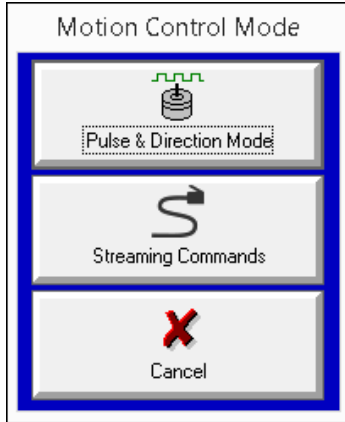 Motion Control Mode
Pulse & Direction Mode
Streaming Commands
Cancel